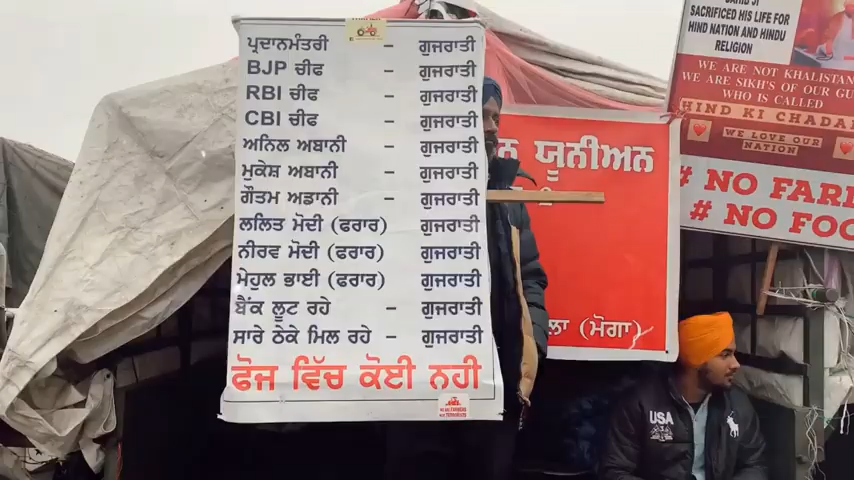 ਪ੍ਰਦਾਨਮੰਤਰੀ – ਗੁਜਰਾਤੀ
BJP ਚੀਫ – ਗੁਜਰਾਤੀ
RBI ਚੀਫ – ਗੁਜਰਾਤੀ
CBI ਚੀਫ – ਗੁਜਰਾਤੀ
ਅਨਿਲ ਅਬਾਨੀ – ਗੁਜਰਾਤੀ
ਮੁਕੇਸ਼ ਅਬਾਨੀ – ਗੁਜਰਾਤੀ
ਗੌਤਮ ਅਡਾਨੀ – ਗੁਜਰਾਤੀ
ਲਲਿਤ ਮੋਦੀ (ਫਰਾਰ) ਗੁਜਰਾਤੀ
ਨੀਰਵ ਮੋਦੀ (ਫਰਾਰ) ਗੁਜਰਾਤੀ
ਮੇਹੁਲ ਭਾਈ (ਫਰਾਰ) ਗੁਜਰਾਤੀ
ਬੈਂਕ ਲੂਟ ਰਹੇ – ਗੁਜਰਾਤੀ
ਸਾਰੇ ਠੇਕੇ ਮਿਲ ਰਹੇ – ਗੁਜਰਾਤੀ
ਫੋਜ ਵਿੱਚ ਕੋਈ ਨਹੀ
ਯੂਨੀਅਨ
(ਮੋਗਾ)
SACRIFICED HIS LIFE FOR
HIND NATION AND HINDU
RELIGION
WE ARE NOT KHALISTAN
WE ARE SIKH'S OF OUR GU
WHO IS CALLED
HIND KI CHADAR
WE LOVE OUR
NATION
# NO FAR
# NO FOO
USA